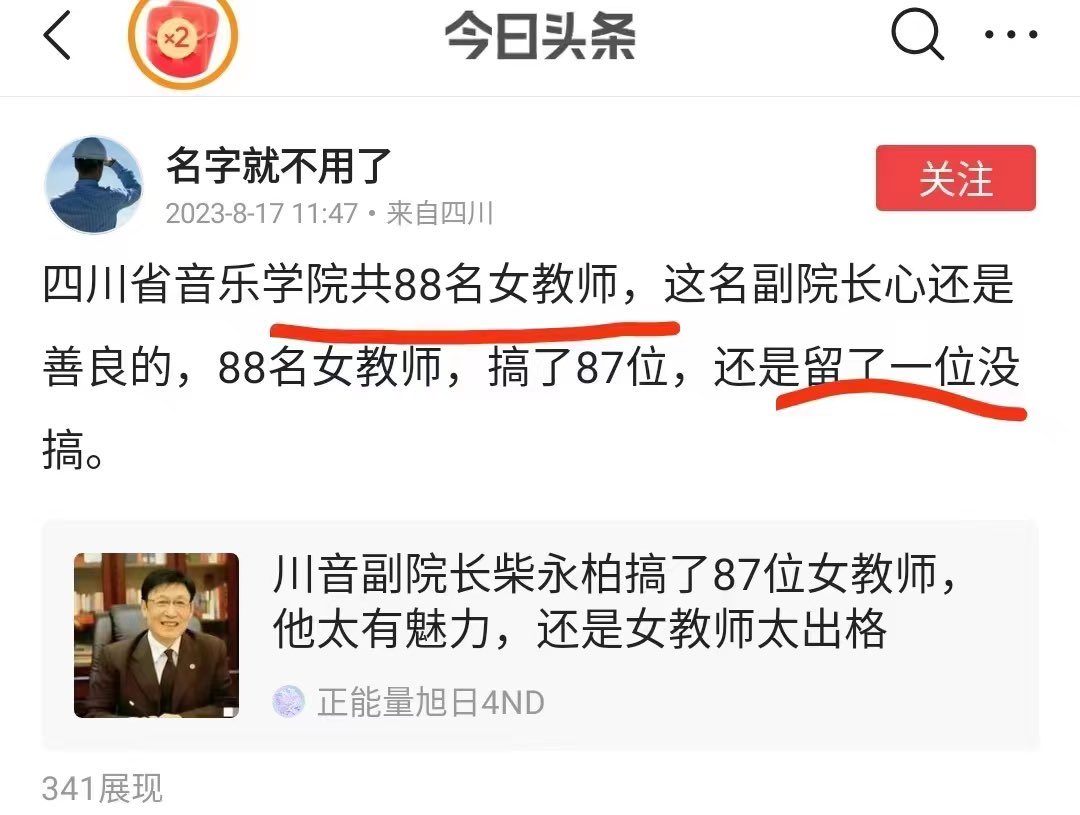 ×2
今日头条
名字就不用了
关注
2023-8-17 11:47・来自四川
四川省音乐学院共88名女教师，这名副院长心还是
善良的，88名女教师，搞了87位，还是留了一位没
搞。
川音副院长柴永柏搞了87位女教师，
他太有魅力，还是女教师太出格
正能量旭日4ND
341展现